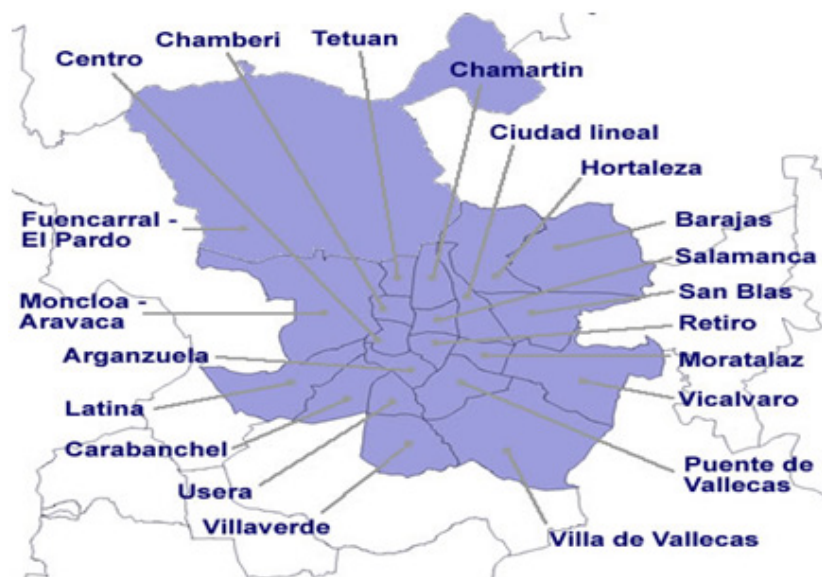 Chamberi
Tetuan
Centro
Chamartin
Ciudad lineal
Hortaleza
Fuencarral -
El Pardo
Barajas
Salamanca
Moncloa -
Aravaca
San Blas
Retiro
Arganzuela
Moratalaz
Latina
Vicalvaro
Carabanchel
Puente de
Vallecas
Usera
Villaverde
Villa de Vallecas